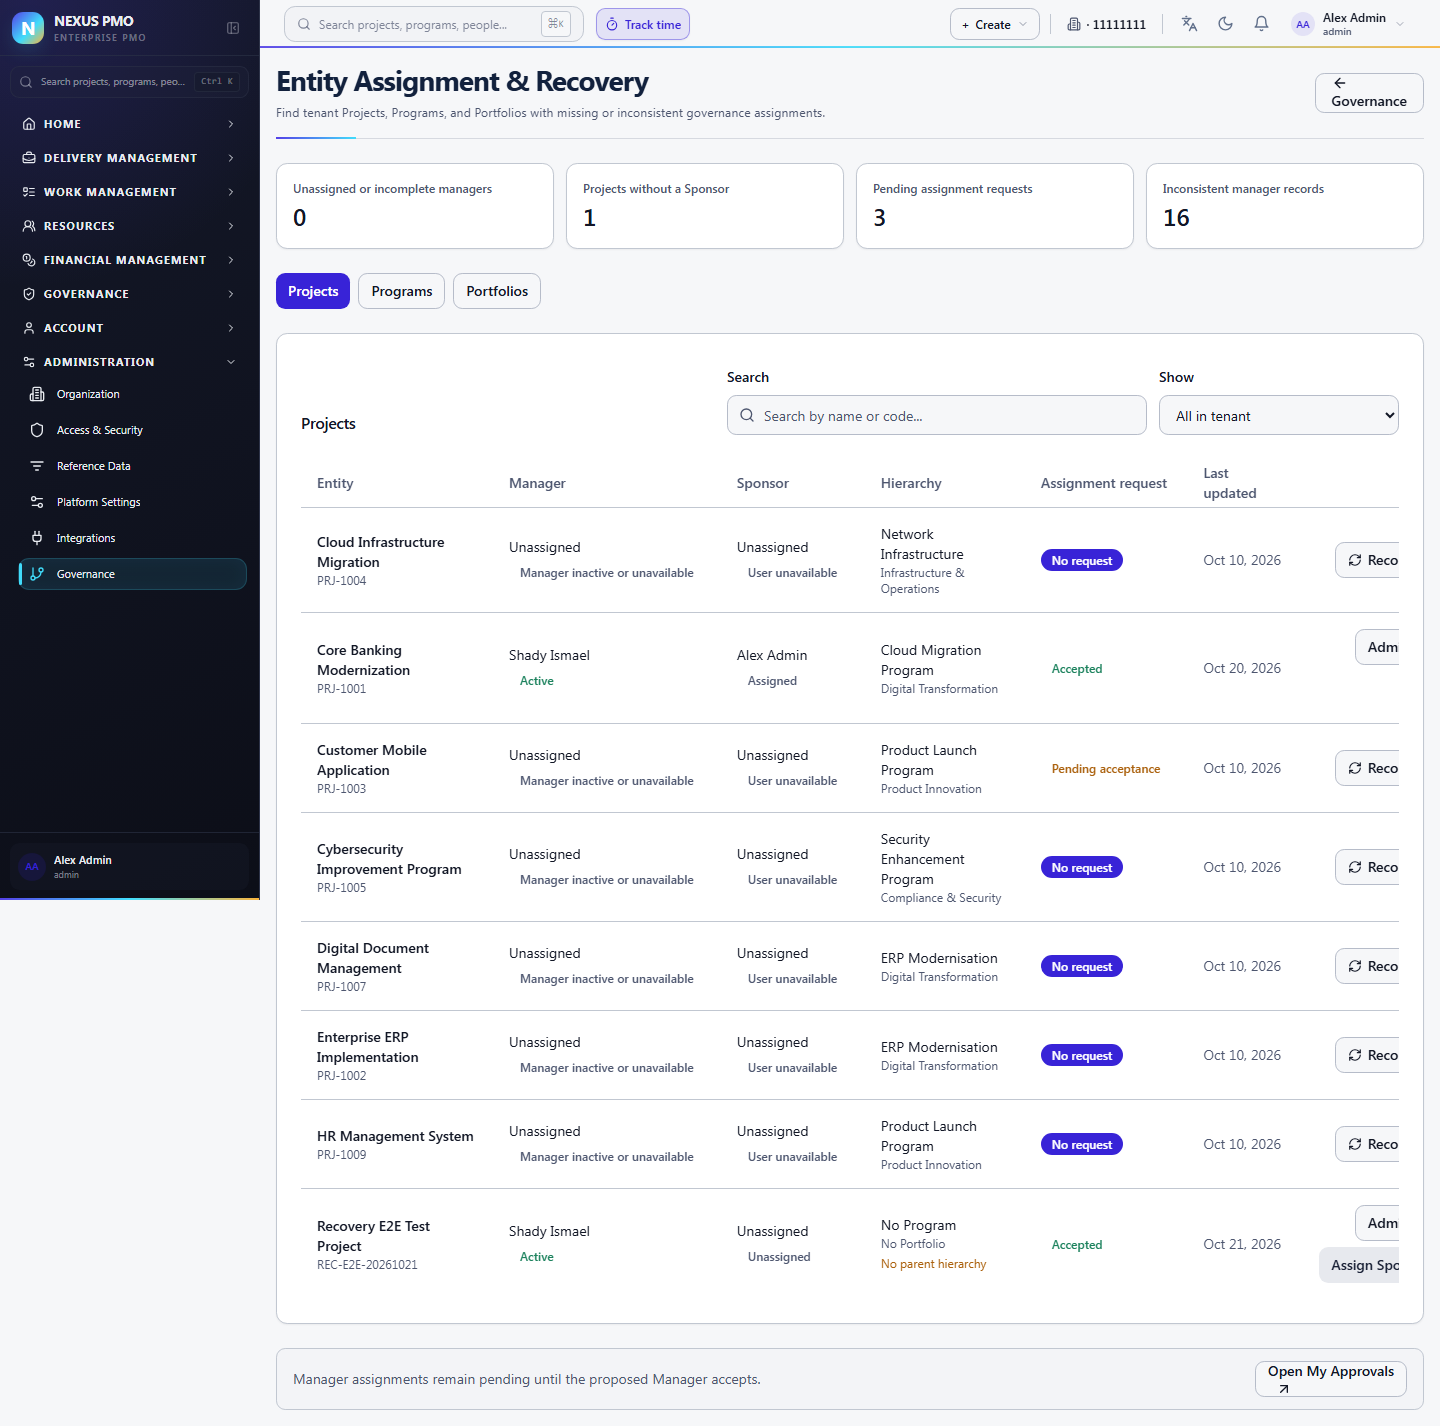 N
NEXUS PMO
ENTERPRISE PMO
Search projects, programs, peo...
Ctrl K
HOME
DELIVERY MANAGEMENT
WORK MANAGEMENT
RESOURCES
FINANCIAL MANAGEMENT
GOVERNANCE
ACCOUNT
ADMINISTRATION
Organization
Access & Security
Reference Data
Platform Settings
Integrations
Governance
AA
Alex Admin
admin
Search projects, programs, people...
⌘K
Track time
+ Create
· 11111111
AA
Alex Admin
admin
Entity Assignment & Recovery
Find tenant Projects, Programs, and Portfolios with missing or inconsistent governance assignments.
← Governance
Unassigned or incomplete managers
0
Projects without a Sponsor
1
Pending assignment requests
3
Inconsistent manager records
16
Projects
Programs
Portfolios
Projects
Search
Search by name or code...
Show
All in tenant
Entity
Manager
Sponsor
Hierarchy
Assignment request
Last
updated
Cloud Infrastructure
Migration
PRJ-1004
Unassigned
Manager inactive or unavailable
Unassigned
User unavailable
Network
Infrastructure
Infrastructure &
Operations
No request
Oct 10, 2026
Reco
Core Banking
Modernization
PRJ-1001
Shady Ismael
Active
Alex Admin
Assigned
Cloud Migration
Program
Digital Transformation
Accepted
Oct 20, 2026
Adm
Customer Mobile
Application
PRJ-1003
Unassigned
Manager inactive or unavailable
Unassigned
User unavailable
Product Launch
Program
Product Innovation
Pending acceptance
Oct 10, 2026
Reco
Cybersecurity
Improvement Program
PRJ-1005
Unassigned
Manager inactive or unavailable
Unassigned
User unavailable
Security
Enhancement
Program
Compliance & Security
No request
Oct 10, 2026
Reco
Digital Document
Management
PRJ-1007
Unassigned
Manager inactive or unavailable
Unassigned
User unavailable
ERP Modernisation
Digital Transformation
No request
Oct 10, 2026
Reco
Enterprise ERP
Implementation
PRJ-1002
Unassigned
Manager inactive or unavailable
Unassigned
User unavailable
ERP Modernisation
Digital Transformation
No request
Oct 10, 2026
Reco
HR Management System
PRJ-1009
Unassigned
Manager inactive or unavailable
Unassigned
User unavailable
Product Launch
Program
Product Innovation
No request
Oct 10, 2026
Reco
Recovery E2E Test
Project
REC-E2E-20261021
Shady Ismael
Active
Unassigned
Unassigned
No Program
No Portfolio
No parent hierarchy
Accepted
Oct 21, 2026
Adm
Assign Spo
Manager assignments remain pending until the proposed Manager accepts.
Open My Approvals